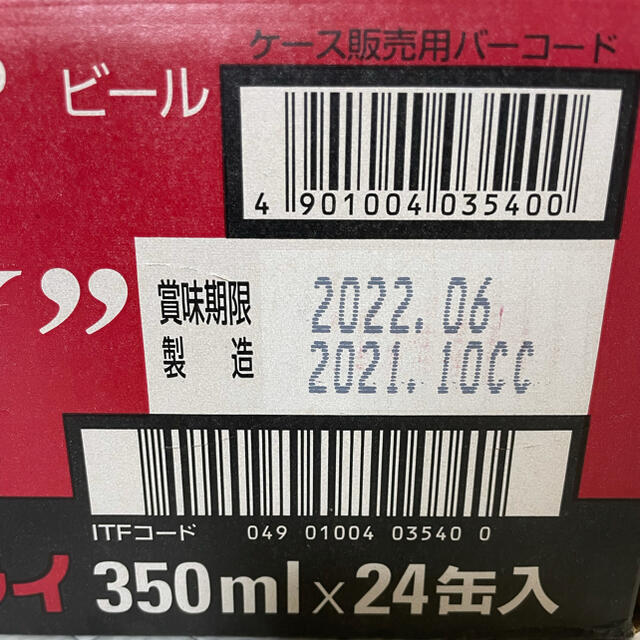 ケース販売用バーコード
ビール
4 901004 035400
”
賞味期限 2022.06
製造 2021.10CC
ITFコード 049 01004 03540 0
イ 350ml×24缶入